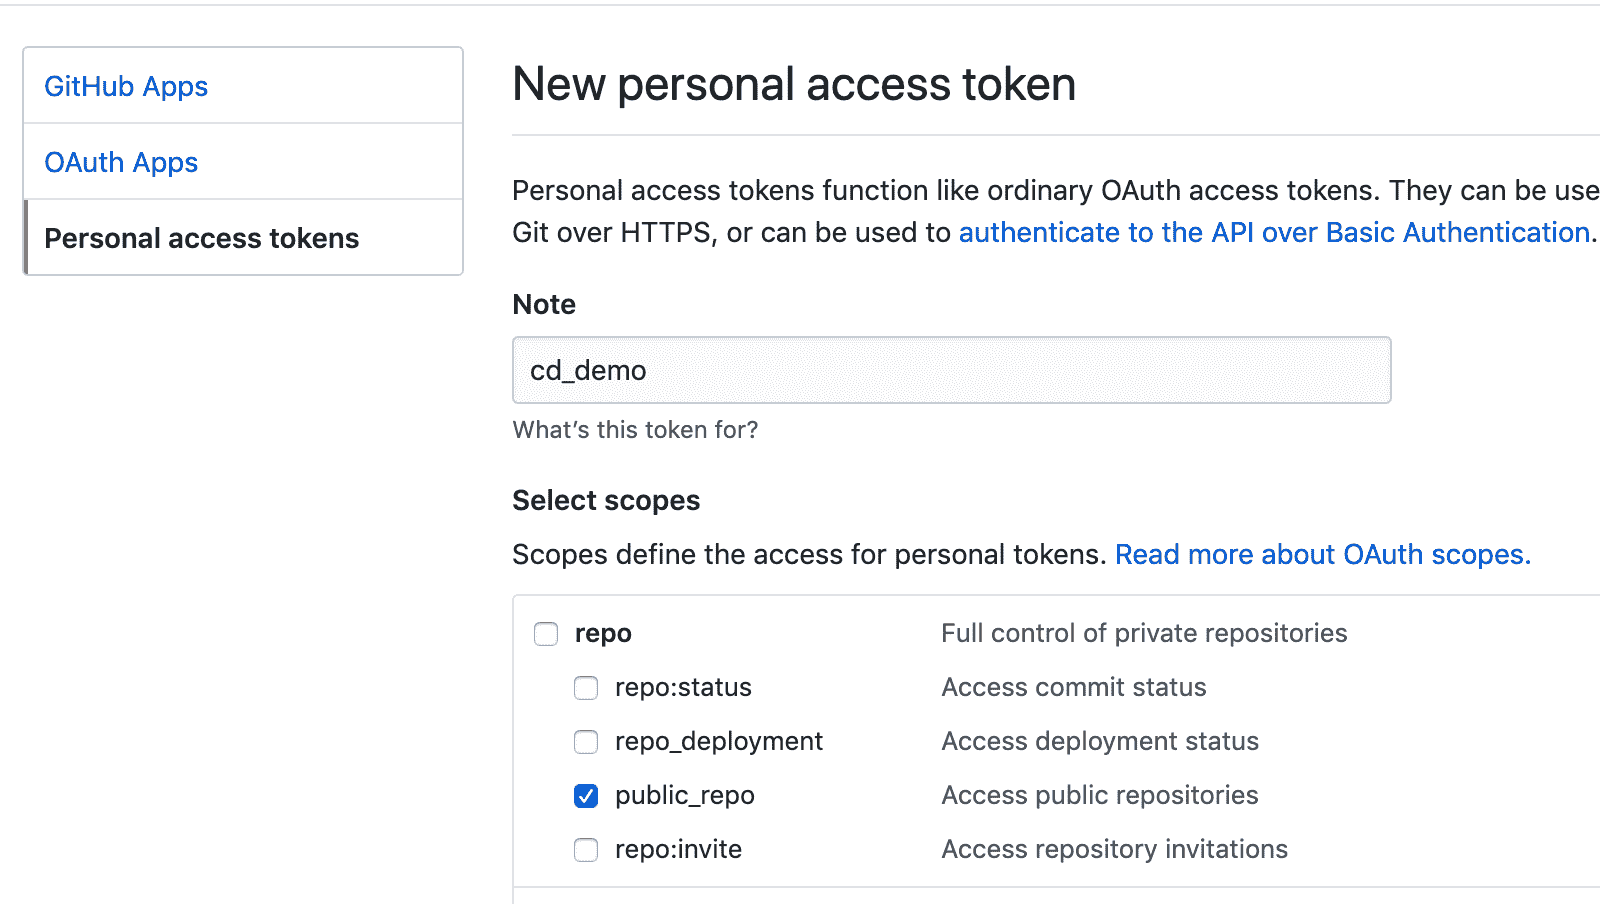 GitHub Apps
OAuth Apps
Personal access tokens
New personal access token
Personal access tokens function like ordinary OAuth access tokens. They can be use
Git over HTTPS, or can be used to authenticate to the API over Basic Authentication.
Note
cd_demo
What’s this token for?
Select scopes
Scopes define the access for personal tokens. Read more about OAuth scopes.
repo Full control of private repositories
repo:status Access commit status
repo_deployment Access deployment status
public_repo Access public repositories
repo:invite Access repository invitations